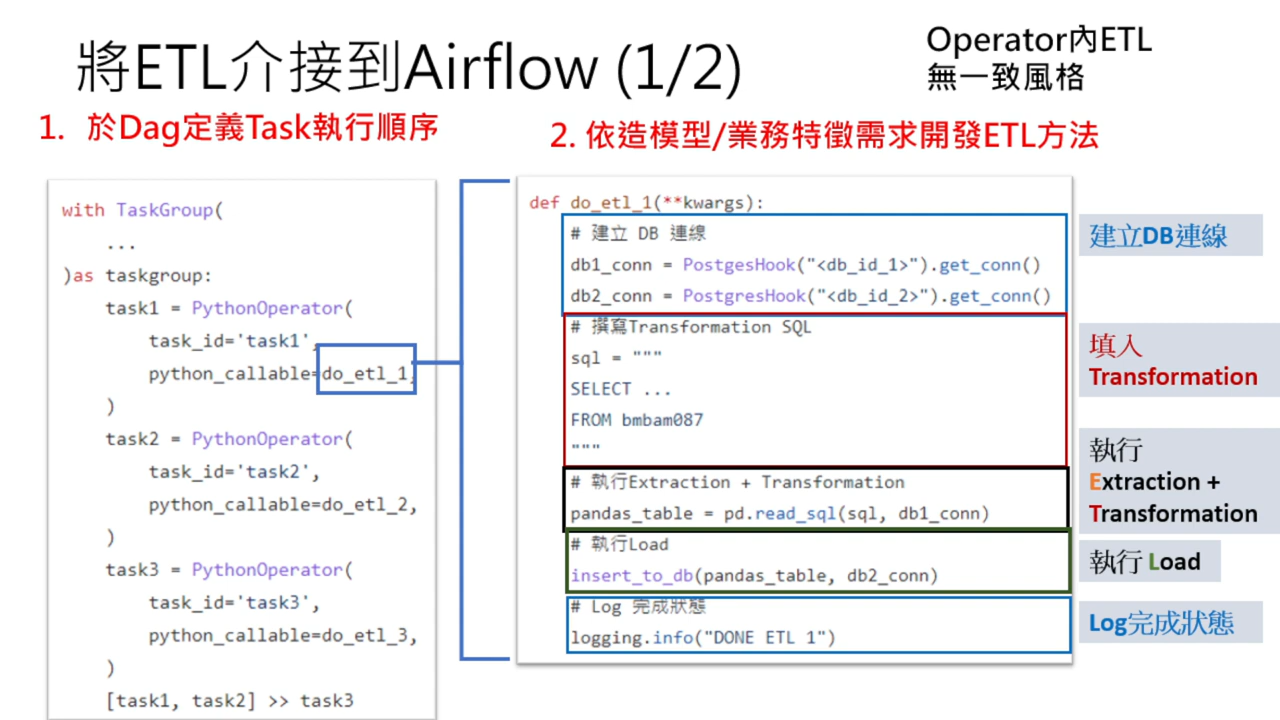 將ETL介接到Airflow (1/2)
Operator內ETL
無一致風格
1. 於Dag定義Task執行順序
2. 依造模型/業務特徵需求開發ETL方法
with TaskGroup(
...
)as taskgroup:
task1 = PythonOperator(
task_id='task1',
python_callable=do_etl_1,
)
task2 = PythonOperator(
task_id='task2',
python_callable=do_etl_2,
)
task3 = PythonOperator(
task_id='task3',
python_callable=do_etl_3,
)
[task1, task2] >> task3
def do_etl_1(**kwargs):
# 建立 DB 連線
db1_conn = PostgesHook("<db_id_1>").get_conn()
db2_conn = PostgresHook("<db_id_2>").get_conn()
# 撰寫Transformation SQL
sql = """
SELECT ...
FROM bmbam087
"""
# 執行Extraction + Transformation
pandas_table = pd.read_sql(sql, db1_conn)
# 執行Load
insert_to_db(pandas_table, db2_conn)
# Log 完成狀態
logging.info("DONE ETL 1")
建立DB連線
填入
Transformation
執行
Extraction +
Transformation
執行 Load
Log完成狀態